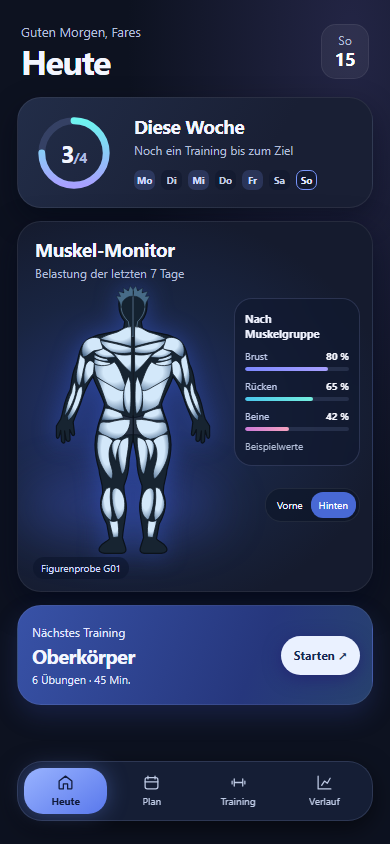 Guten Morgen, Fares
Heute
So
15
3/4
Diese Woche
Noch ein Training bis zum Ziel
Mo Di Mi Do Fr Sa So
Muskel-Monitor
Belastung der letzten 7 Tage
Nach
Muskelgruppe
Brust 80 %
Rücken 65 %
Beine 42 %
Beispielwerte
Vorne Hinten
Figurenprobe G01
Nächstes Training
Oberkörper
6 Übungen · 45 Min.
Starten ↗
Heute Plan Training Verlauf